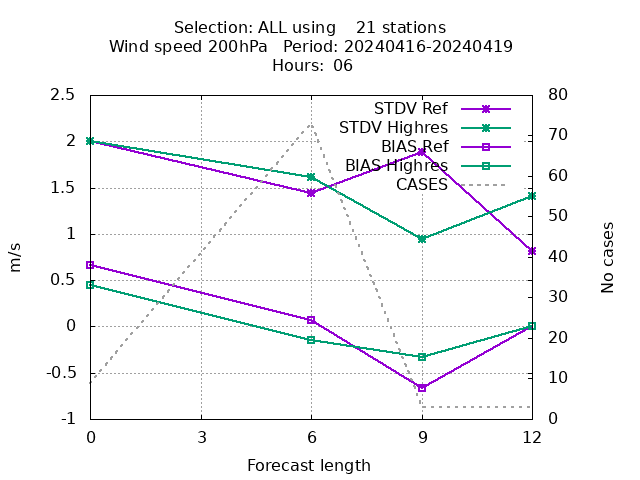 Selection: ALL using    21 stations
Wind speed 200hPa   Period: 20240416-20240419
Hours:  06
2.5
2
1.5
1
0.5
0
-0.5
-1
m/s
80
70
60
50
40
30
20
10
0
No cases
STDV Ref
STDV Highres
BIAS Ref
BIAS Highres
CASES
0
3
6
9
12
Forecast length